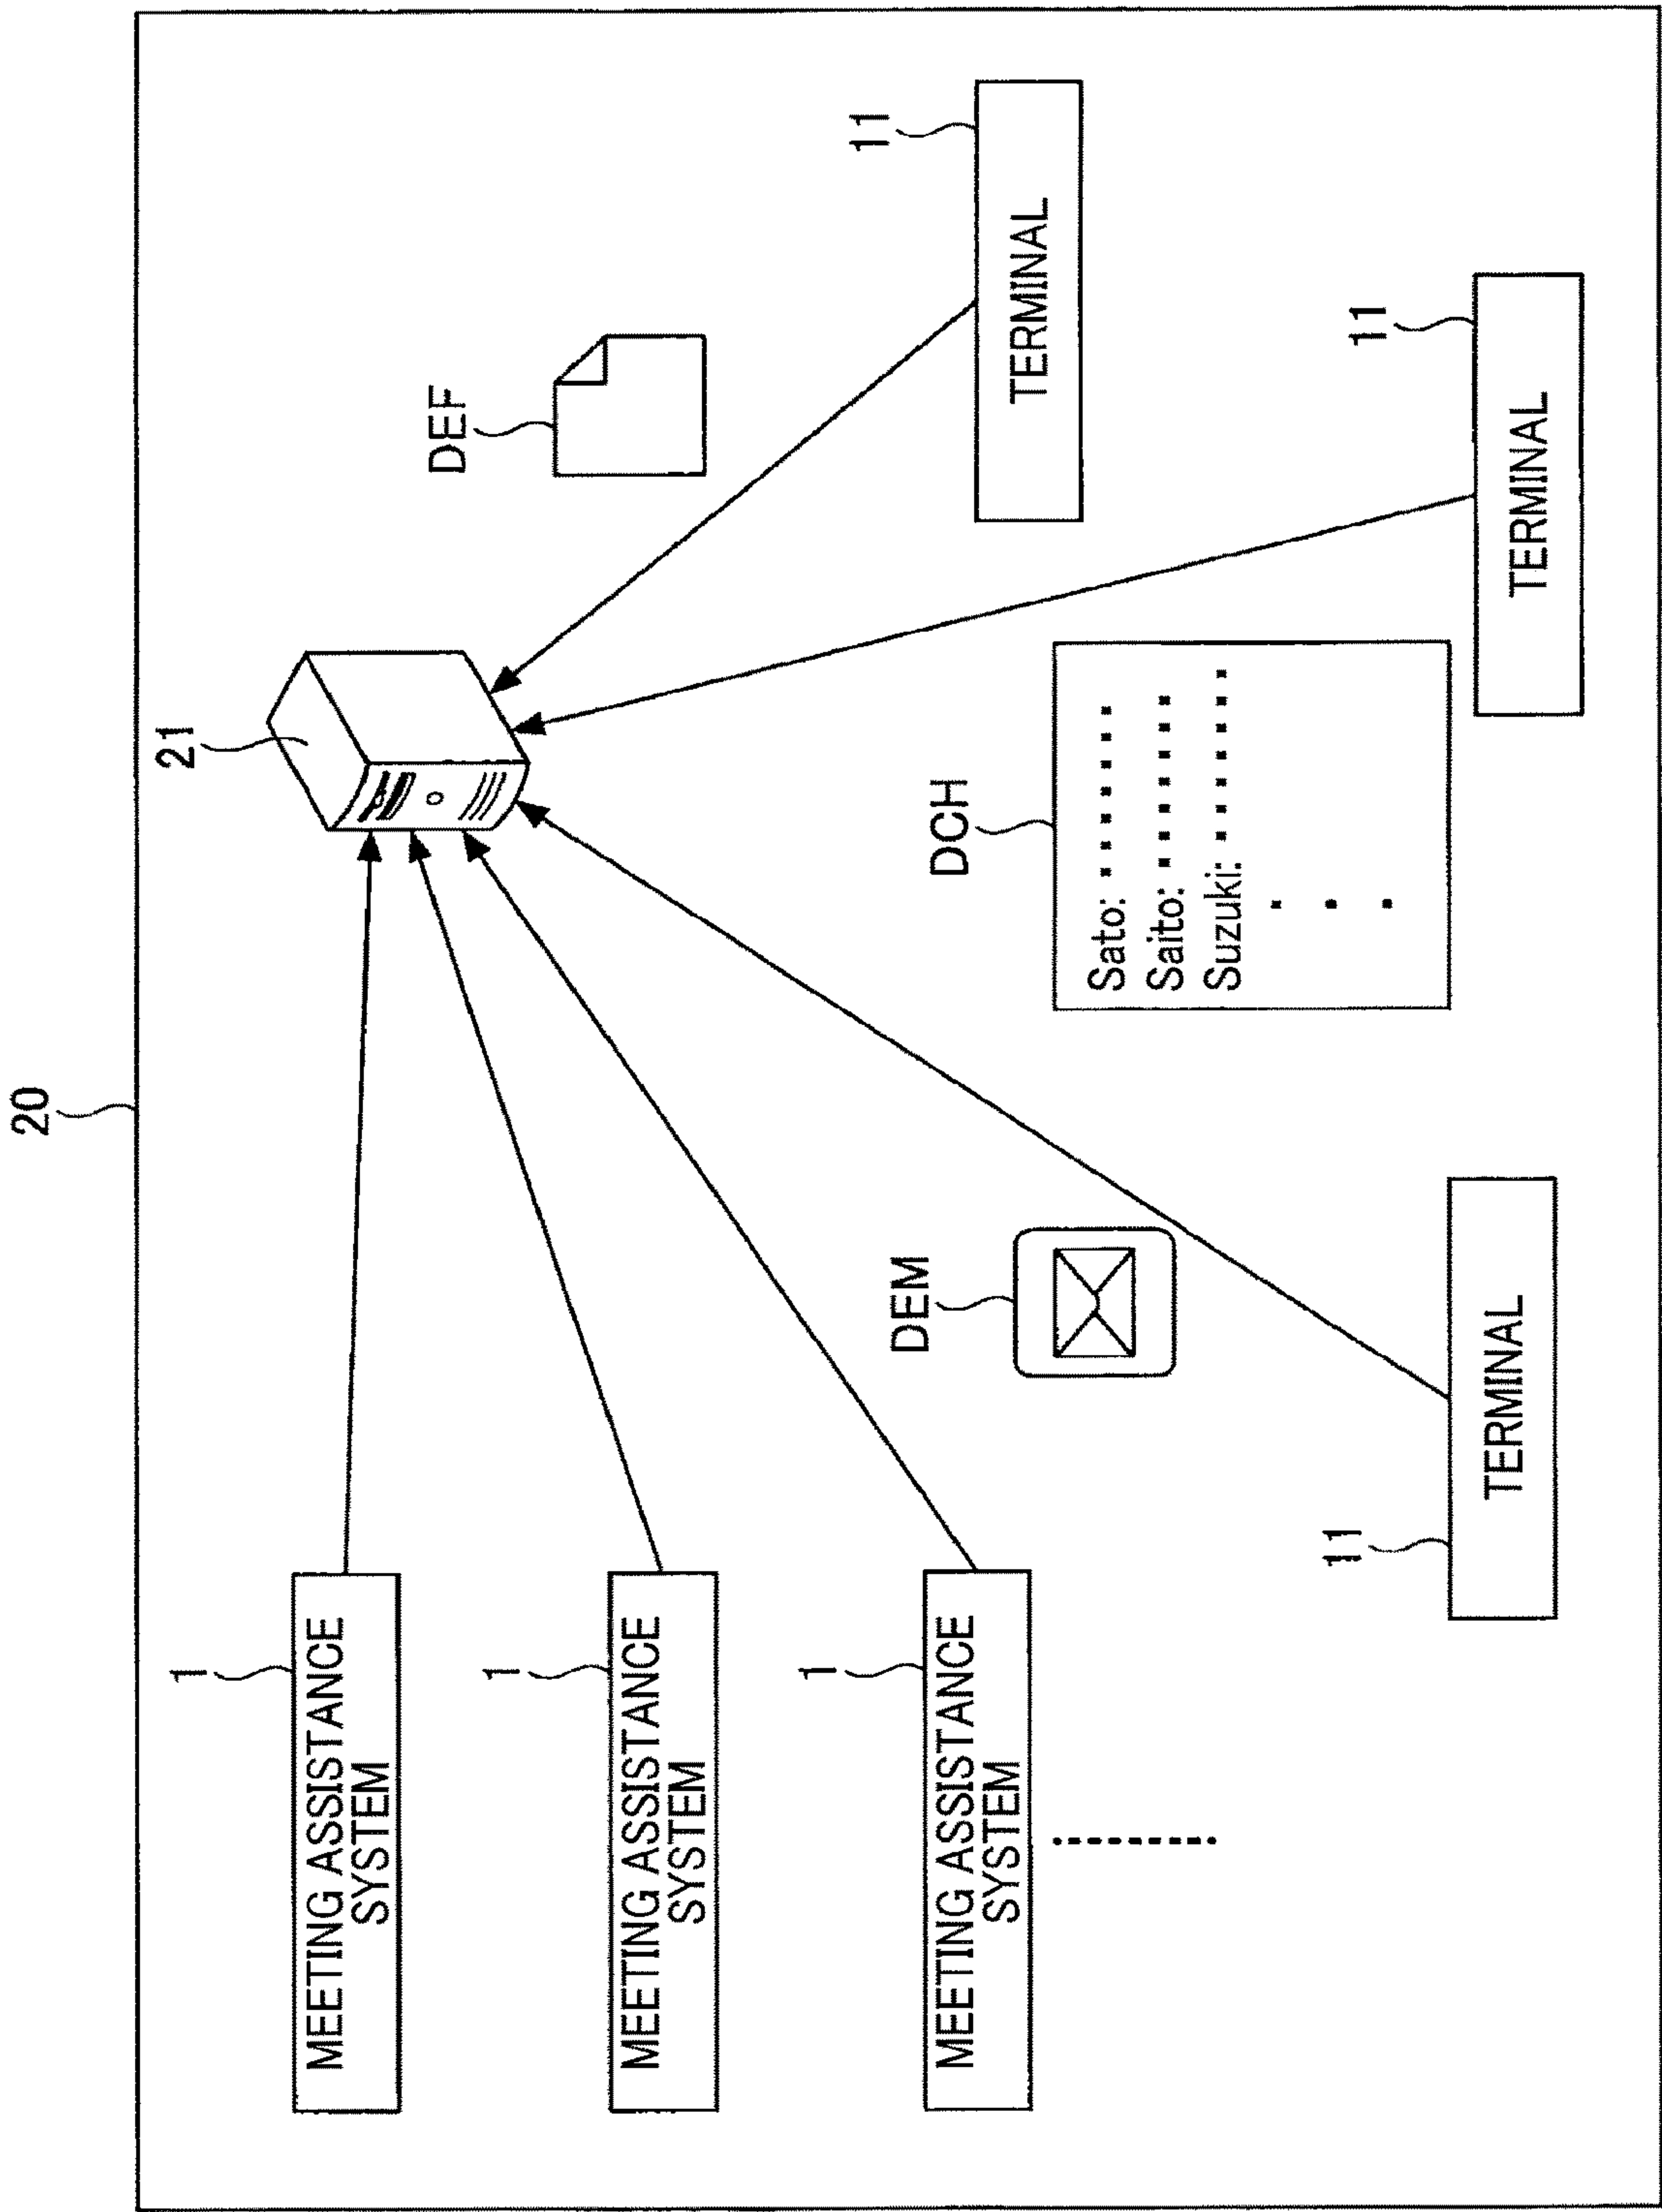 20
21
1
MEETING ASSISTANCE
SYSTEM
1
MEETING ASSISTANCE
SYSTEM
1
MEETING ASSISTANCE
SYSTEM
DEF
11
TERMINAL
DEM
DCH
Sato: . . . . . . .
Saito: . . . . . . .
Suzuki: . . . . . . .
11
TERMINAL
11
TERMINAL